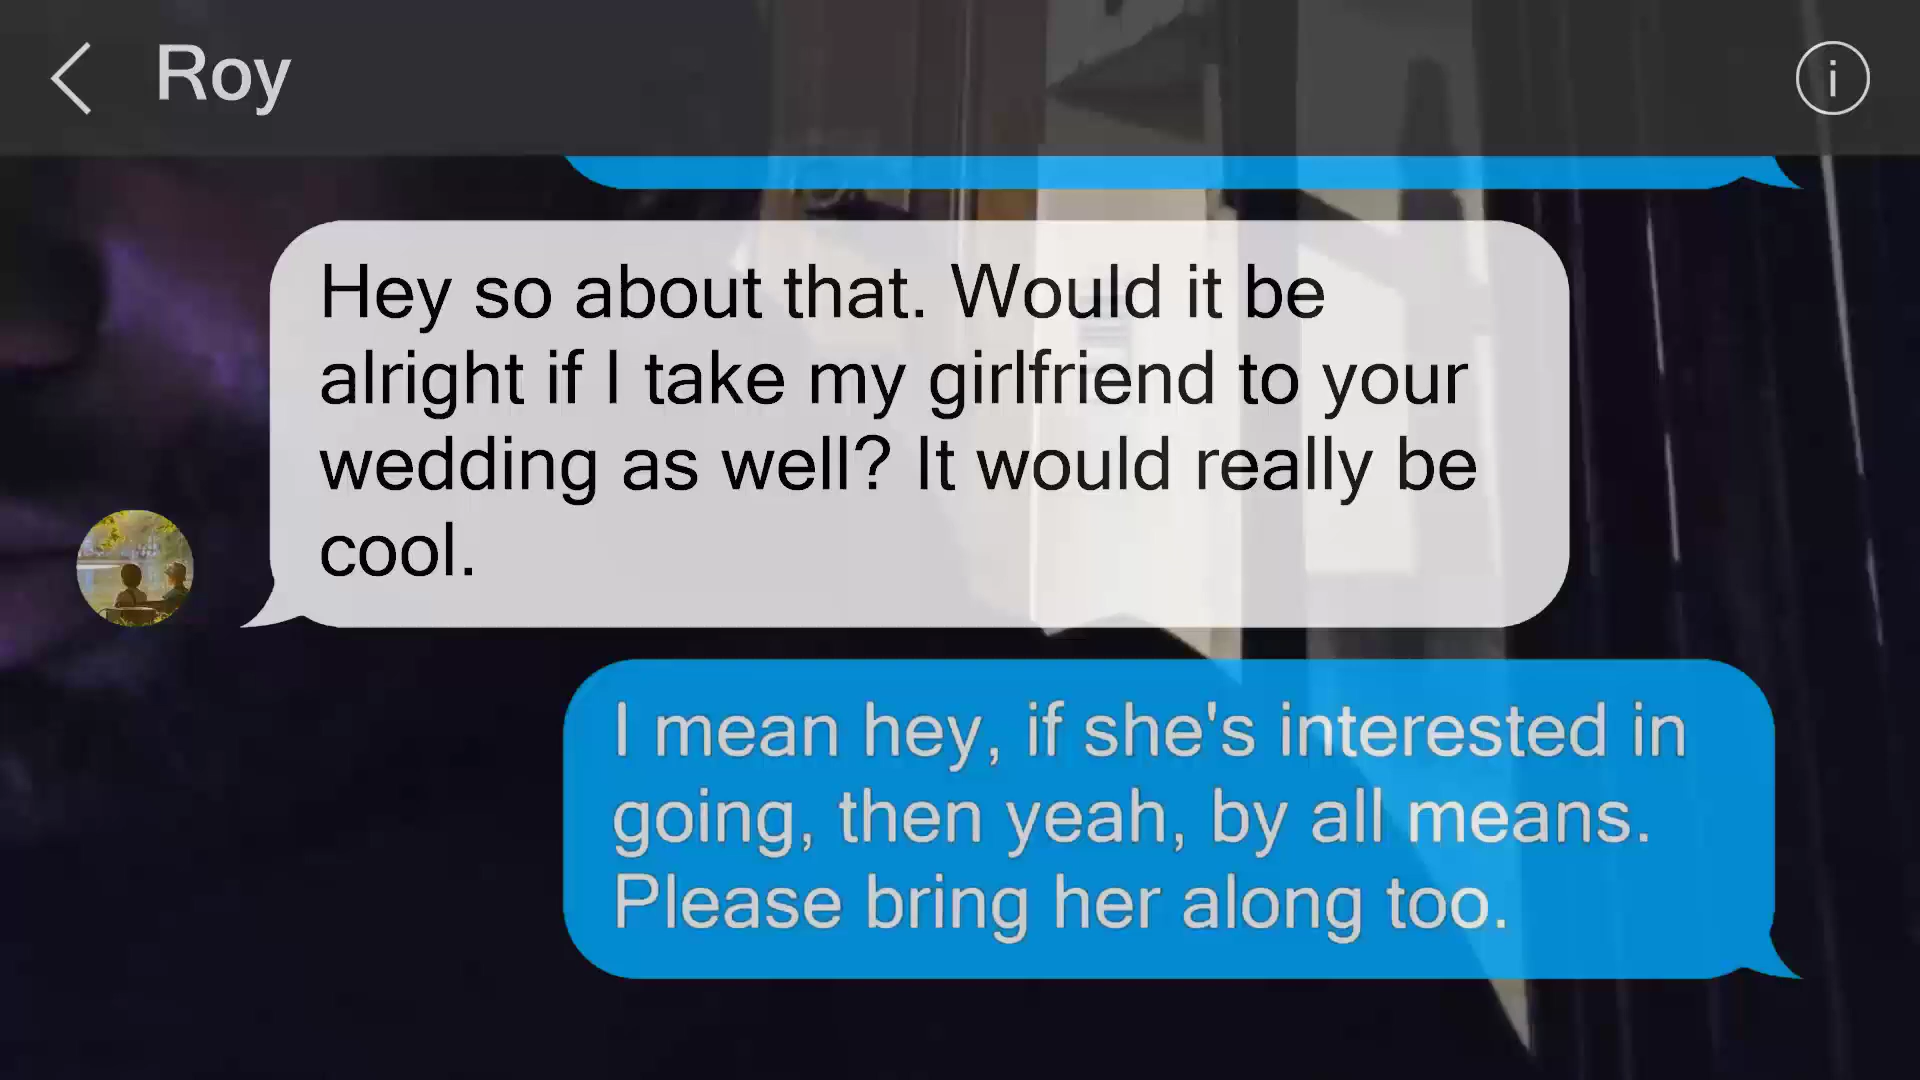 Roy
Hey so about that. Would it be
alright if I take my girlfriend to your
wedding as well? It would really be
cool.
I mean hey, if she's interested in
going, then yeah, by all means.
Please bring her along too.